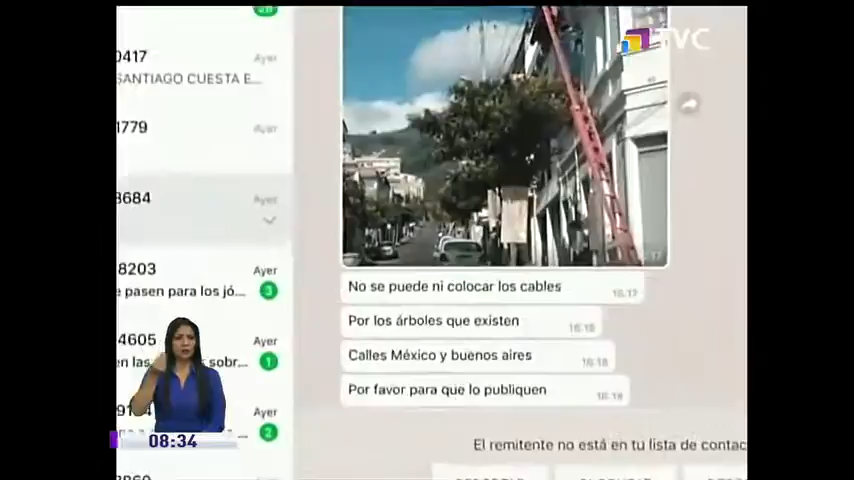 TVC
0417
Ayer
SANTIAGO CUESTA E...
1779
Ayer
8684
Ayer
8203
Ayer
e pasen para los jó...
3
4605
Ayer
en las
sobr...
1
Ayer
2
No se puede ni colocar los cables
16:17
Por los árboles que existen
16:18
Calles México y buenos aires
16:18
Por favor para que lo publiquen
16:18
El remitente no está en tu lista de contac
08:34